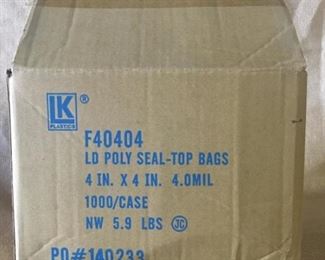 LK®
PLASTICS
F40404
LD POLY SEAL-TOP BAGS
4 IN. X 4 IN. 4.0MIL
1000/CASE
NW 5.9 LBS JC
PO#140233